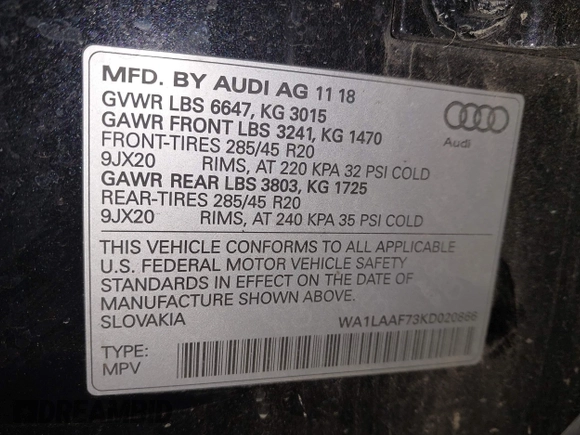 MFD. BY AUDI AG 11 18
GVWR LBS 6647, KG 3015
GAWR FRONT LBS 3241, KG 1470
FRONT-TIRES 285/45 R20
9JX20 RIMS, AT 220 KPA 32 PSI COLD
GAWR REAR LBS 3803, KG 1725
REAR-TIRES 285/45 R20
9JX20 RIMS, AT 240 KPA 35 PSI COLD
Audi
THIS VEHICLE CONFORMS TO ALL APPLICABLE
U.S. FEDERAL MOTOR VEHICLE SAFETY
STANDARDS IN EFFECT ON THE DATE OF
MANUFACTURE SHOWN ABOVE.
SLOVAKIA
WA1LAAF73KD020866
TYPE:
MPV
DREAMBID